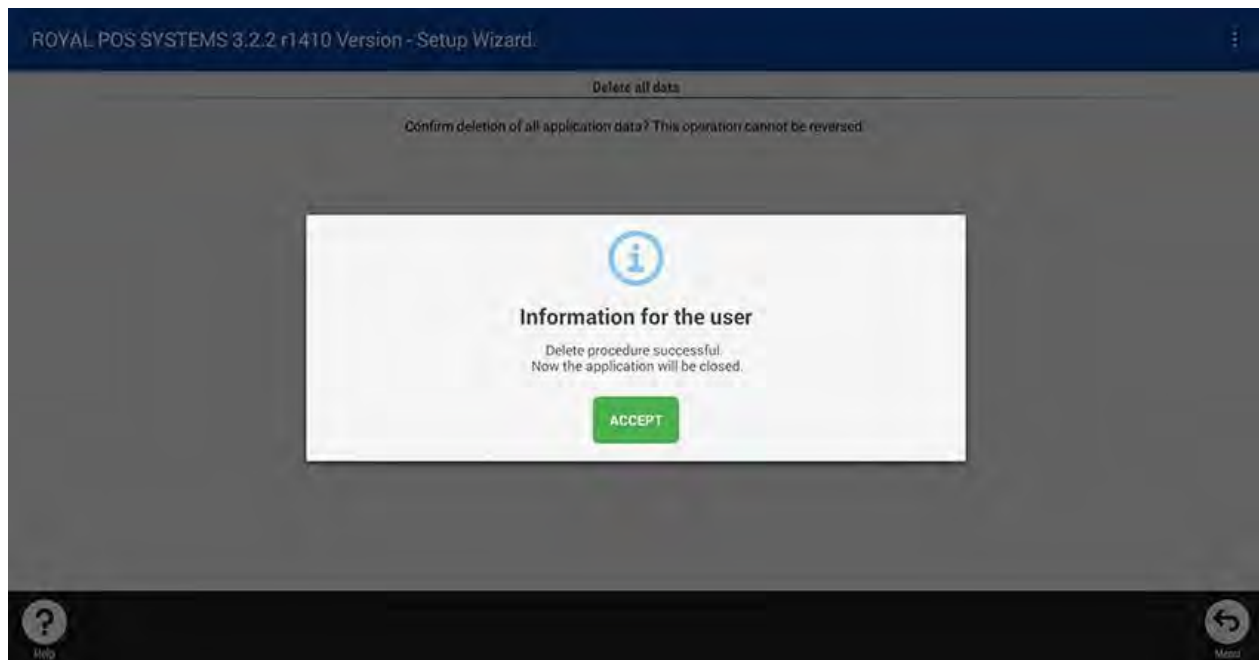 ROYAL POS SYSTEMS 3.2.2 r1410 Version - Setup Wizard.
Delete all data
Confirm deletion of all application data? This operation cannot be reversed.
Information for the user
Delete procedure successful.
Now the application will be closed.
ACCEPT
Help
Menu